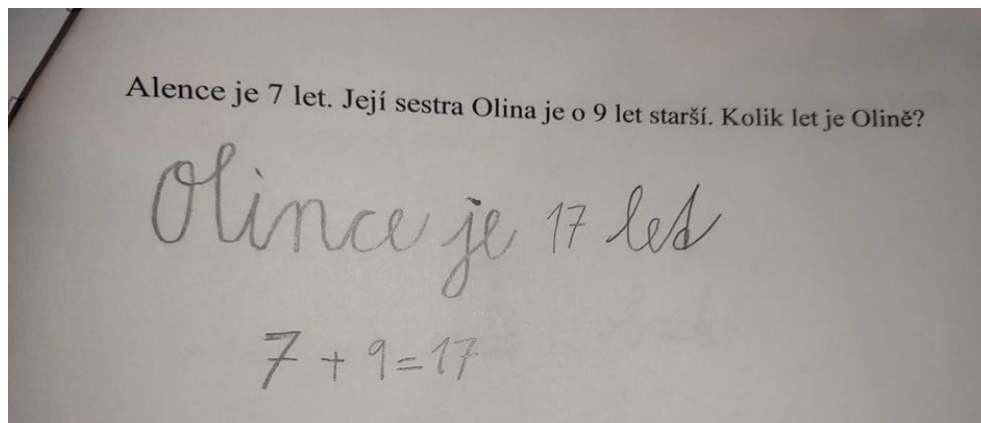 Alence je 7 let. Její sestra Olina je o 9 let starší. Kolik let je Olině?
Olince je 17 let
7 + 9 = 17